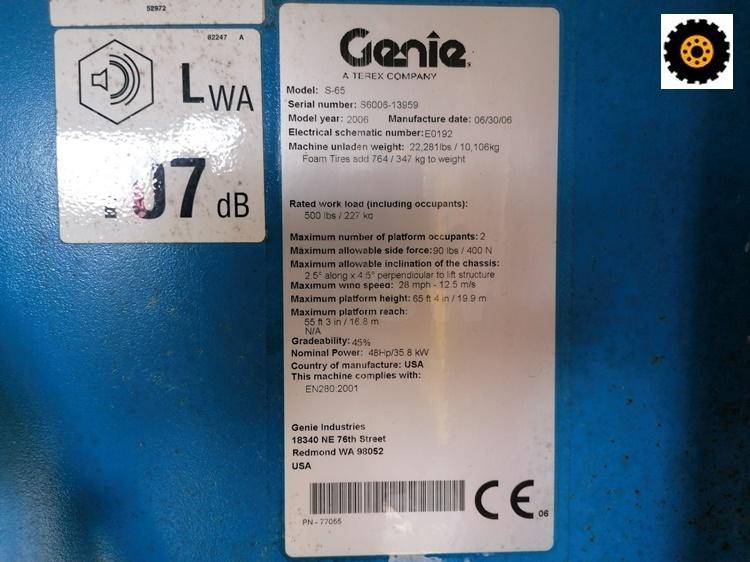 52972
82247 A
LWA
07 dB
Genie
A TEREX COMPANY
Model: S-65
Serial number: S6006-13959
Model year: 2006 Manufacture date: 06/30/06
Electrical schematic number: E0192
Machine unladen weight: 22,281lbs / 10,106kg
Foam Tires add 764 / 347 kg to weight
Rated work load (including occupants):
500 lbs / 227 kg
Maximum number of platform occupants: 2
Maximum allowable side force: 90 lbs / 400 N
Maximum allowable inclination of the chassis:
2.5° along x 4.5° perpendicular to lift structure
Maximum wind speed: 28 mph - 12.5 m/s
Maximum platform height: 65 ft 4 in / 19.9 m
Maximum platform reach:
55 ft 3 in / 16.8 m
N/A
Gradeability: 45%
Nominal Power: 48Hp/35.8 kW
Country of manufacture: USA
This machine complies with:
EN280:2001
Genie Industries
18340 NE 76th Street
Redmond WA 98052
USA
PN - 77055
CE 06